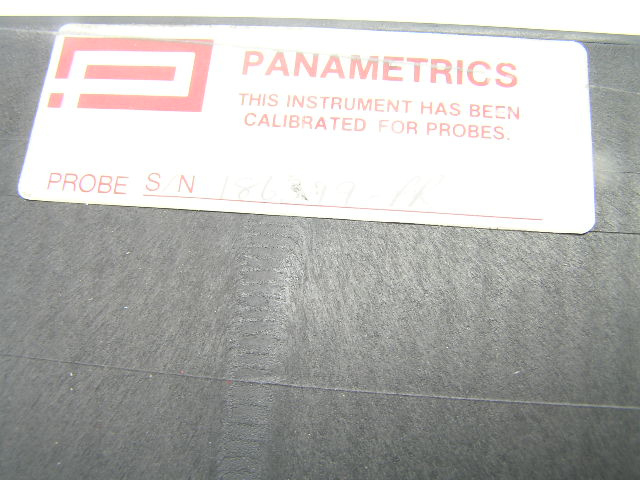 PANAMETRICS
THIS INSTRUMENT HAS BEEN
CALIBRATED FOR PROBES.
PROBE S/N